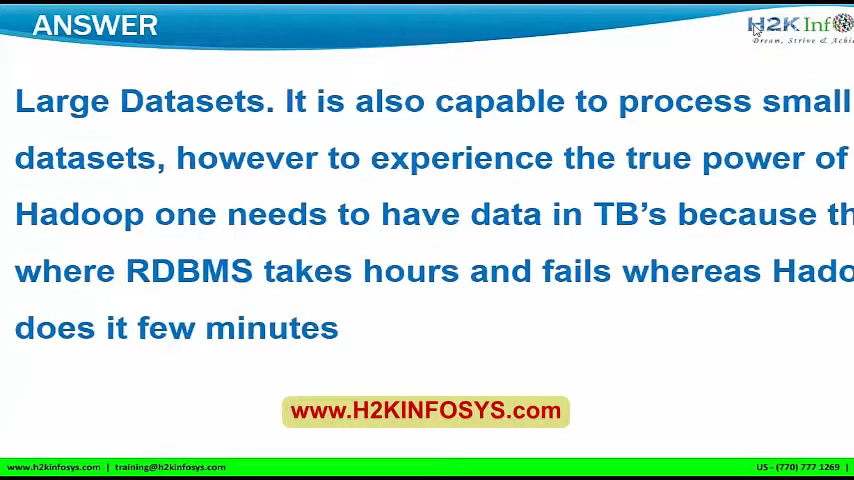 ANSWER
H2K Inf
Dream, Strive & Achi
Large Datasets. It is also capable to process small
datasets, however to experience the true power of
Hadoop one needs to have data in TB’s because th
where RDBMS takes hours and fails whereas Hado
does it few minutes
www.H2KINFOSYS.com
www.h2kinfosys.com | training@h2kinfosys.com
US - (770) 777 1269 |